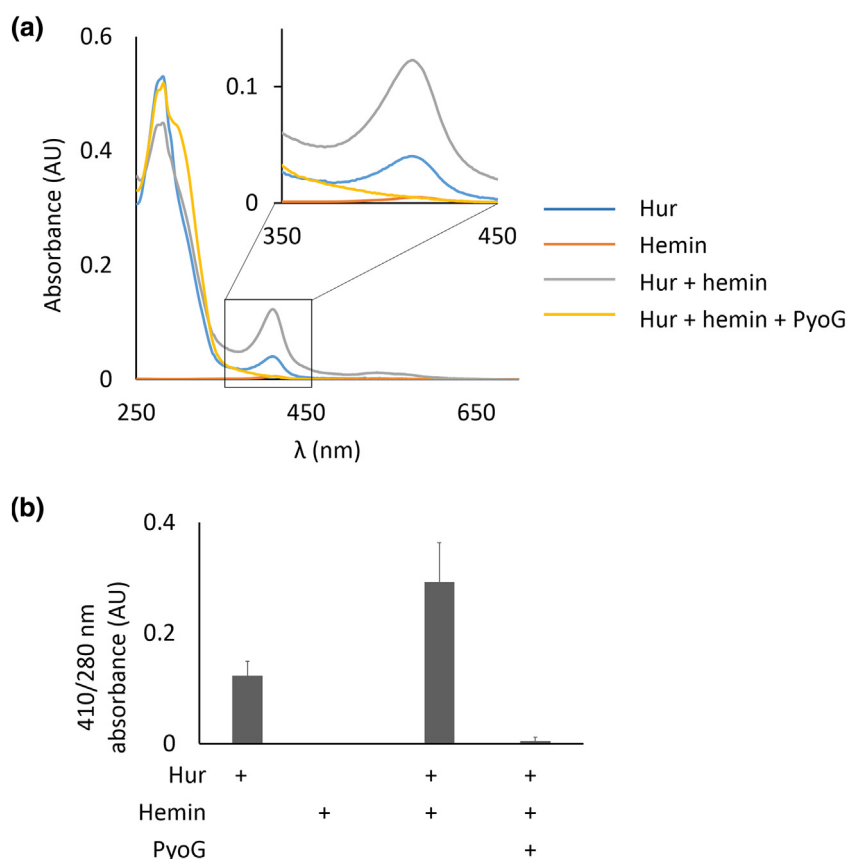 (a)
0.6
0.4
0.2
0
Absorbance (AU)
250
450
650
λ (nm)
0.1
0
350
450
Hur
Hemin
Hur + hemin
Hur + hemin + PyoG
(b)
0.4
0.2
0
410/280 nm
absorbance (AU)
Hur + + +
Hemin + + +
PyoG +